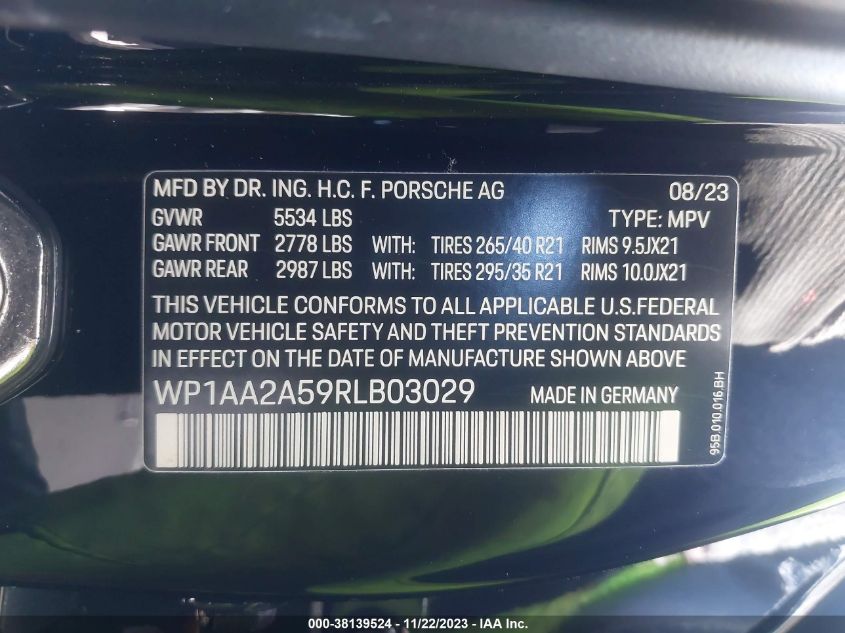 MFD BY DR. ING. H.C. F. PORSCHE AG 08/23
GVWR 5534 LBS TYPE: MPV
GAWR FRONT 2778 LBS WITH: TIRES 265/40 R21 RIMS 9.5JX21
GAWR REAR 2987 LBS WITH: TIRES 295/35 R21 RIMS 10.0JX21
THIS VEHICLE CONFORMS TO ALL APPLICABLE U.S.FEDERAL
MOTOR VEHICLE SAFETY AND THEFT PREVENTION STANDARDS
IN EFFECT ON THE DATE OF MANUFACTURE SHOWN ABOVE
WP1AA2A59RLB03029 MADE IN GERMANY
95B.010.016.BH
000-38139524 - 11/22/2023 - IAA Inc.